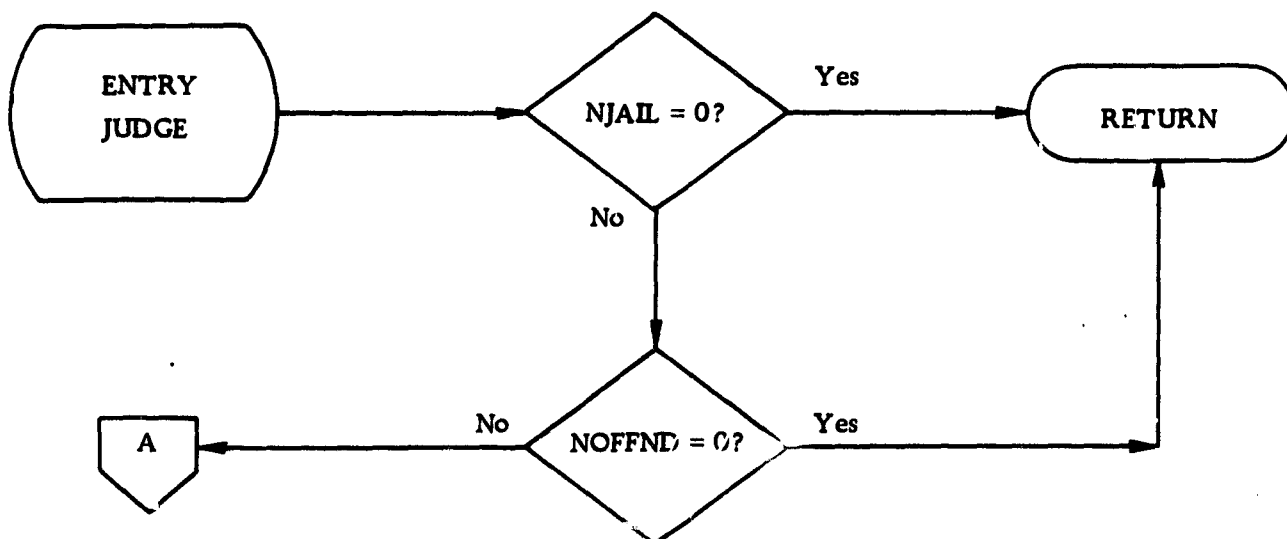 ENTRY
JUDGE
NJAIL = 0?
Yes
RETURN
No
No
NOFFND = 0?
Yes
A